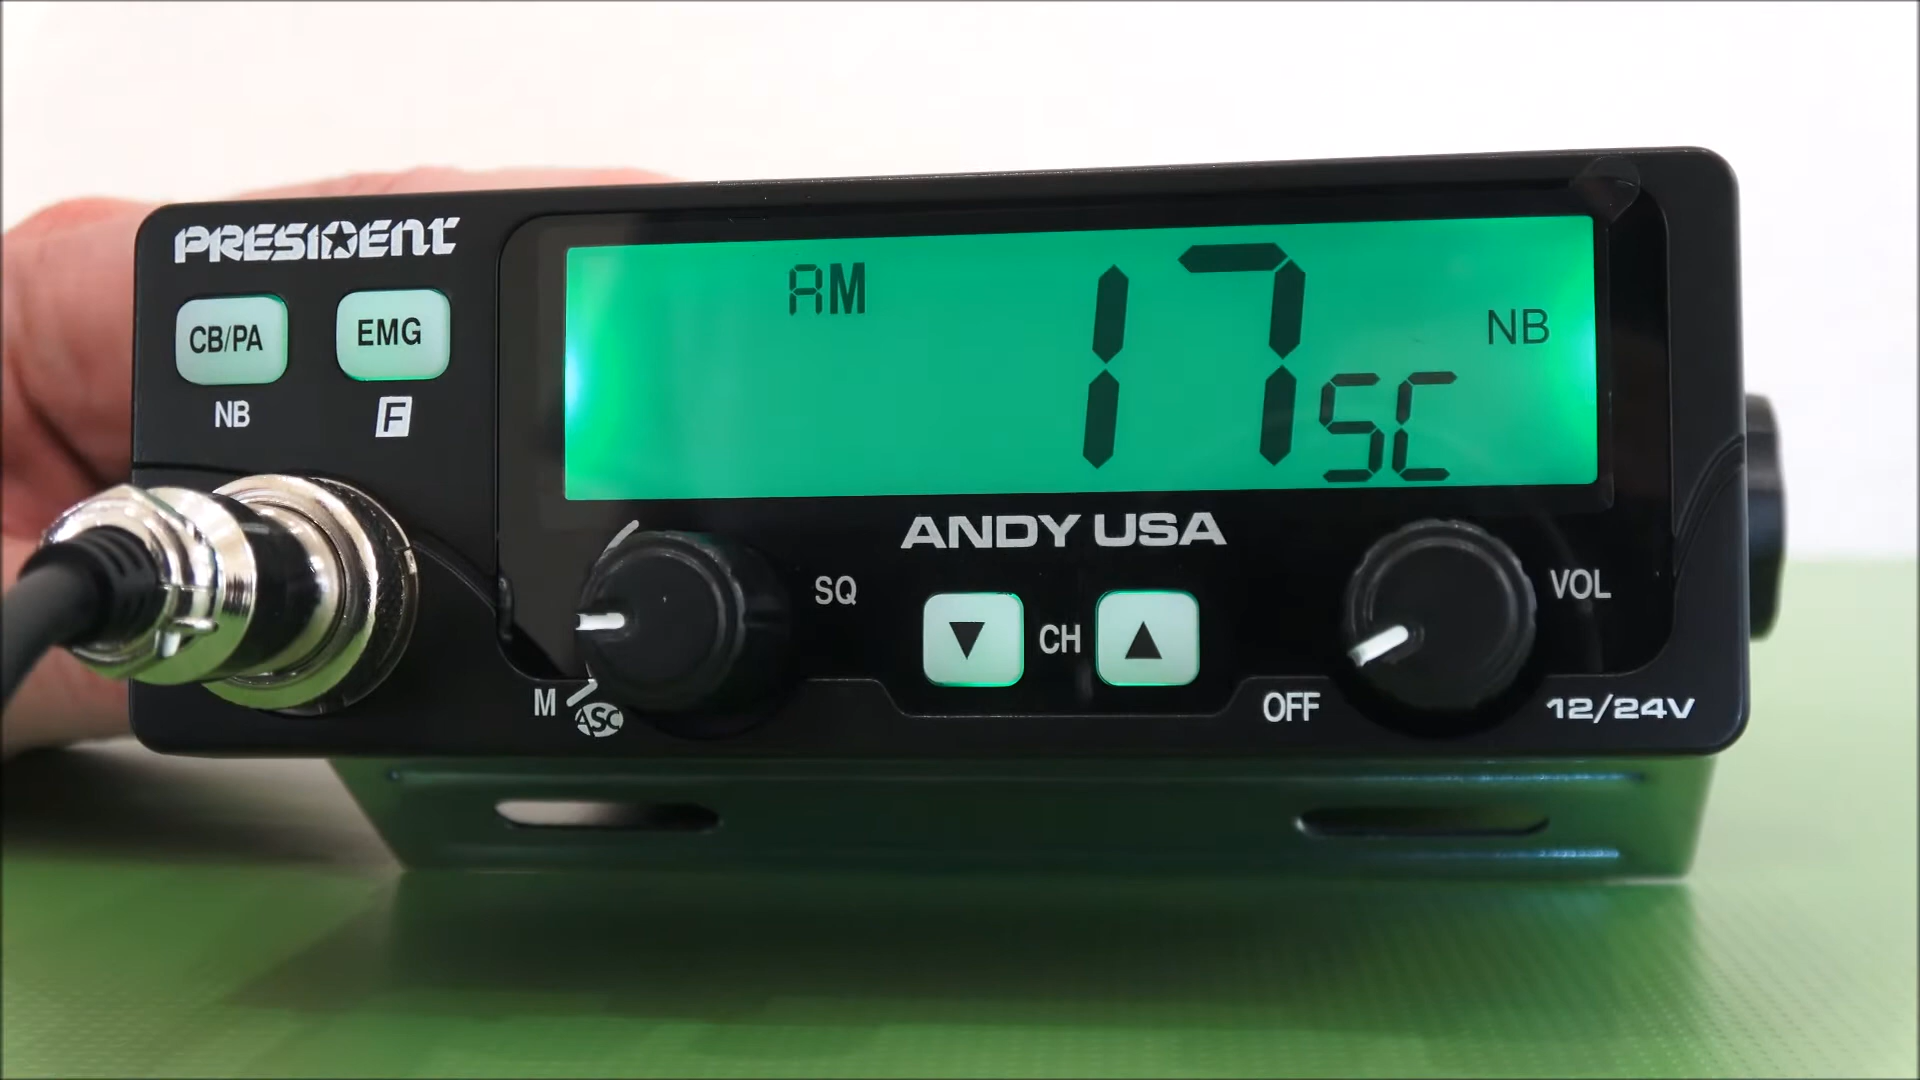 PRESIDENT
CB/PA
EMG
NB
F
AM
17
SC
NB
ANDY USA
SQ
CH
VOL
M
ASC
OFF
12/24V